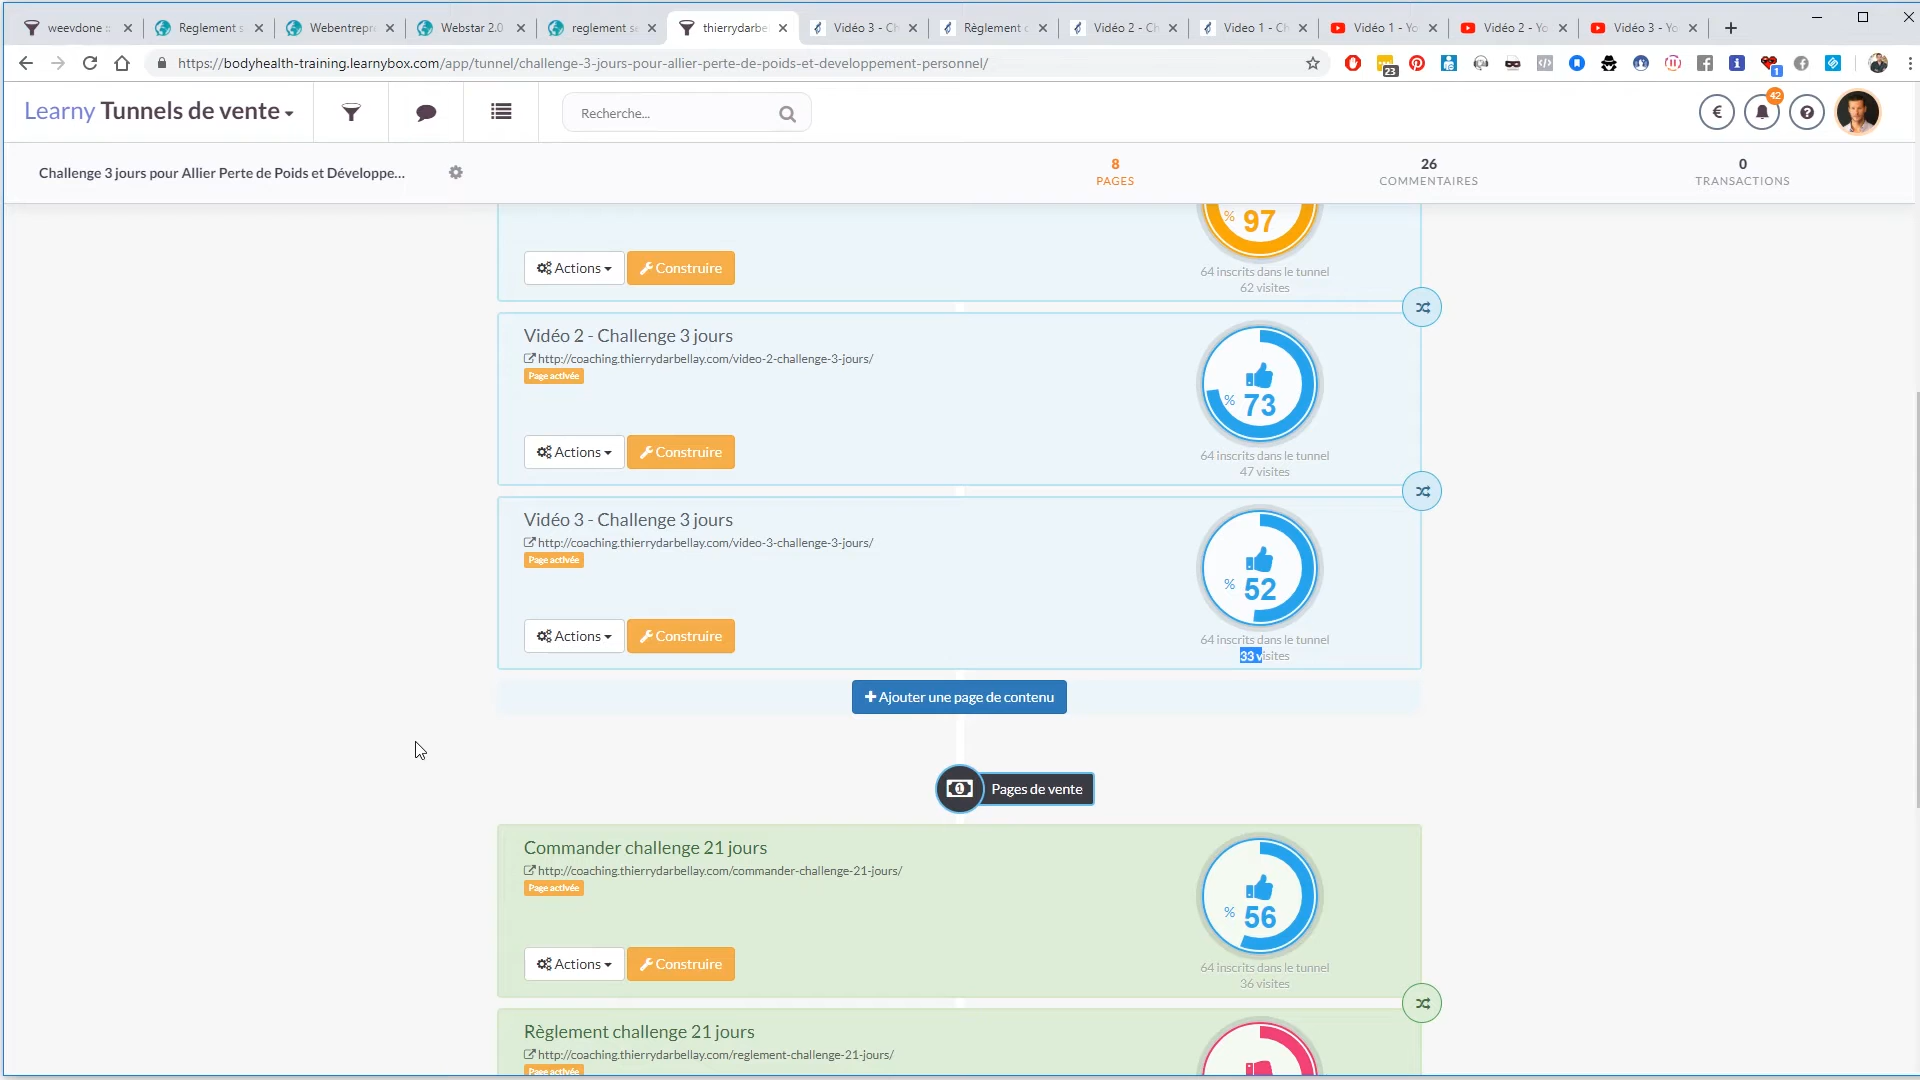 weevdone :
Reglement s
Webentrepre
Webstar 2.0
reglement se
thierrydarbe
Vidéo 3 - Ch
Règlement c
Vidéo 2 - Ch
Video 1 - Ch
Vidéo 1 - Yo
Vidéo 2 - Yo
Vidéo 3 - Yo
https://bodyhealth-training.learnybox.com/app/tunnel/challenge-3-jours-pour-allier-perte-de-poids-et-developpement-personnel/
23
1
Learny Tunnels de vente
Recherche...
€
42
?
Challenge 3 jours pour Allier Perte de Poids et Développe...
8
PAGES
26
COMMENTAIRES
0
TRANSACTIONS
% 97
Actions
Construire
64 inscrits dans le tunnel
62 visites
Vidéo 2 - Challenge 3 jours
http://coaching.thierrydarbellay.com/video-2-challenge-3-jours/
Page activée
% 73
Actions
Construire
64 inscrits dans le tunnel
47 visites
Vidéo 3 - Challenge 3 jours
http://coaching.thierrydarbellay.com/video-3-challenge-3-jours/
Page activée
% 52
Actions
Construire
64 inscrits dans le tunnel
33 visites
+ Ajouter une page de contenu
Pages de vente
Commander challenge 21 jours
http://coaching.thierrydarbellay.com/commander-challenge-21-jours/
Page activée
% 56
Actions
Construire
64 inscrits dans le tunnel
36 visites
Règlement challenge 21 jours
http://coaching.thierrydarbellay.com/reglement-challenge-21-jours/
Page activée